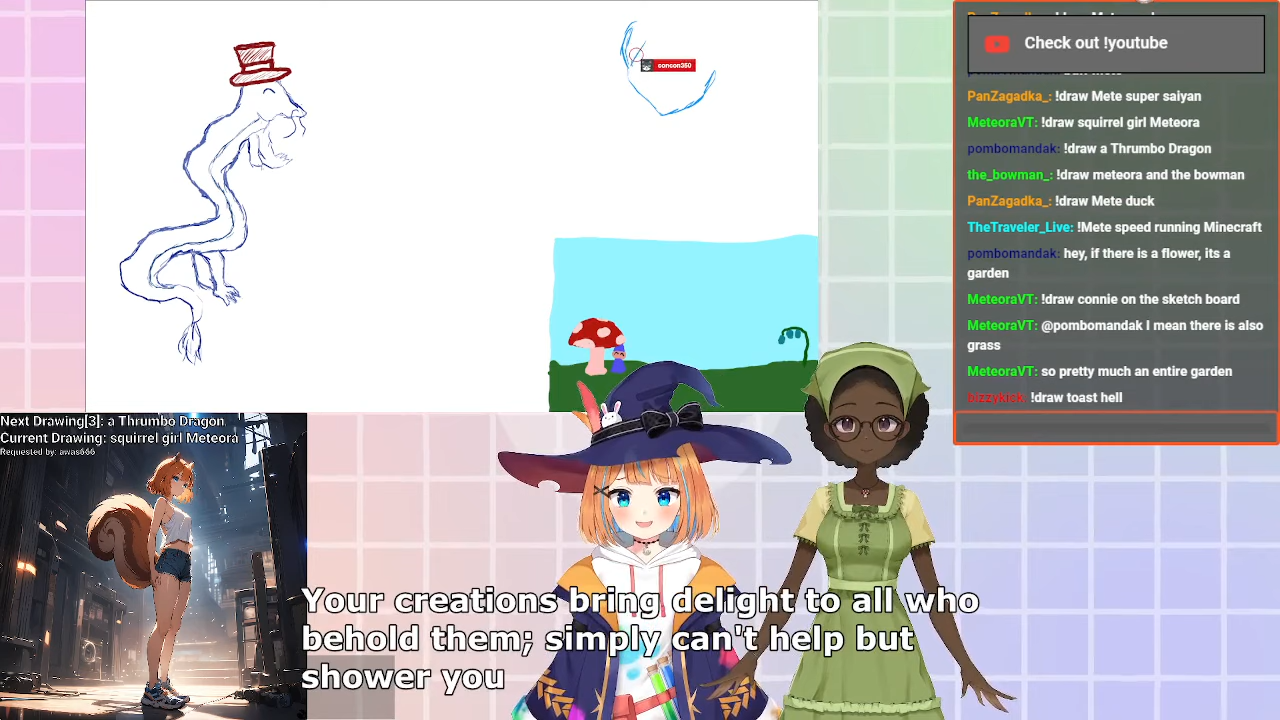 concon350
Check out !youtube
PanZagadka_: !draw Mete super saiyan
MeteoraVT: !draw squirrel girl Meteora
pombomandak: !draw a Thrumbo Dragon
the_bowman_: !draw meteora and the bowman
PanZagadka_: !draw Mete duck
TheTraveler_Live: !Mete speed running Minecraft
pombomandak: hey, if there is a flower, its a
garden
MeteoraVT: !draw connie on the sketch board
MeteoraVT: @pombomandak I mean there is also
grass
MeteoraVT: so pretty much an entire garden
bizzykick: !draw toast hell
Next Drawing[3]: a Thrumbo Dragon
Current Drawing: squirrel girl Meteora
Requested by: awas666
Your creations bring delight to all who
behold them; simply can't help but
shower you